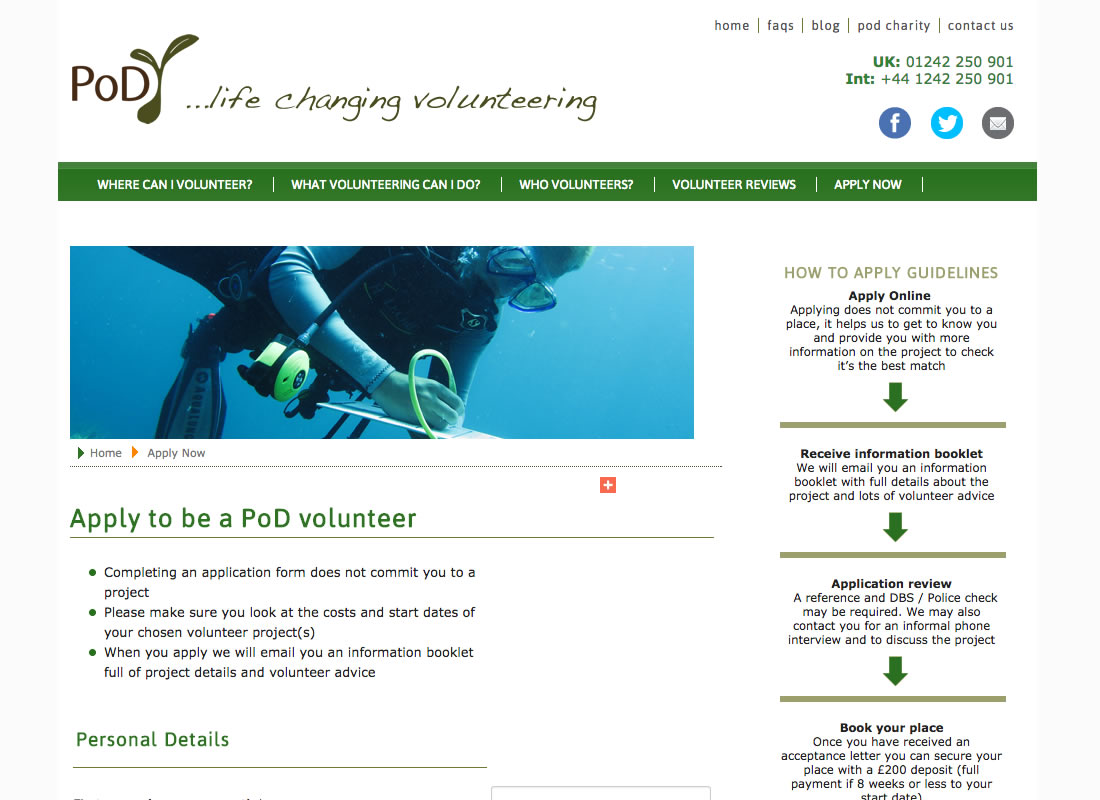 home
faqs
blog
pod charity
contact us
PoD
...life changing volunteering
UK: 01242 250 901
Int: +44 1242 250 901
WHERE CAN I VOLUNTEER?
WHAT VOLUNTEERING CAN I DO?
WHO VOLUNTEERS?
VOLUNTEER REVIEWS
APPLY NOW
Home
Apply Now
Apply to be a PoD volunteer
Completing an application form does not commit you to a
project
Please make sure you look at the costs and start dates of
your chosen volunteer project(s)
When you apply we will email you an information booklet
full of project details and volunteer advice
Personal Details
HOW TO APPLY GUIDELINES
Apply Online
Applying does not commit you to a
place, it helps us to get to know you
and provide you with more
information on the project to check
it's the best match
Receive information booklet
We will email you an information
booklet with full details about the
project and lots of volunteer advice
Application review
A reference and DBS / Police check
may be required. We may also
contact you for an informal phone
interview and to discuss the project
Book your place
Once you have received an
acceptance letter you can secure your
place with a £200 deposit (full
payment if 8 weeks or less to your
start date)